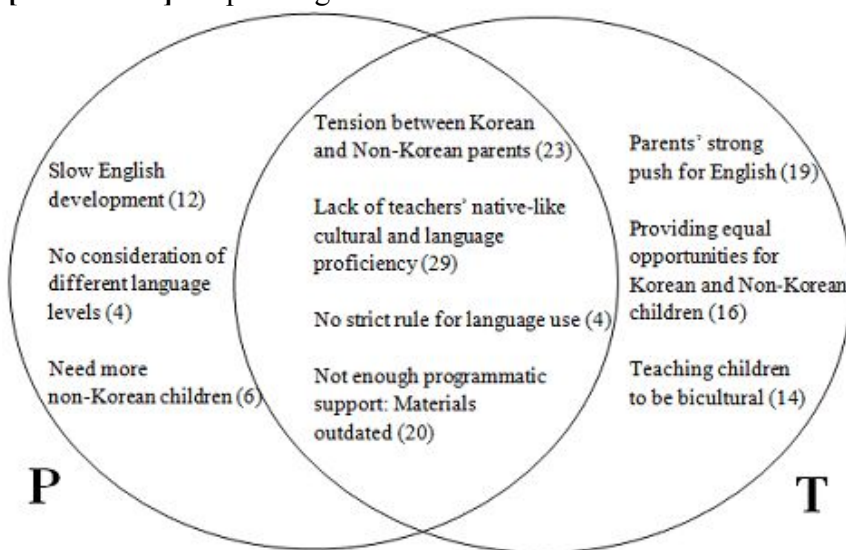 Slow English
development (12)
No consideration of
different language
levels (4)
Need more
non-Korean children (6)
Tension between Korean
and Non-Korean parents (23)
Lack of teachers' native-like
cultural and language
proficiency (29)
No strict rule for language use (4)
Not enough programmatic
support: Materials
outdated (20)
Parents' strong
push for English (19)
Providing equal
opportunities for
Korean and Non-Korean
children (16)
Teaching children
to be bicultural (14)
P
T